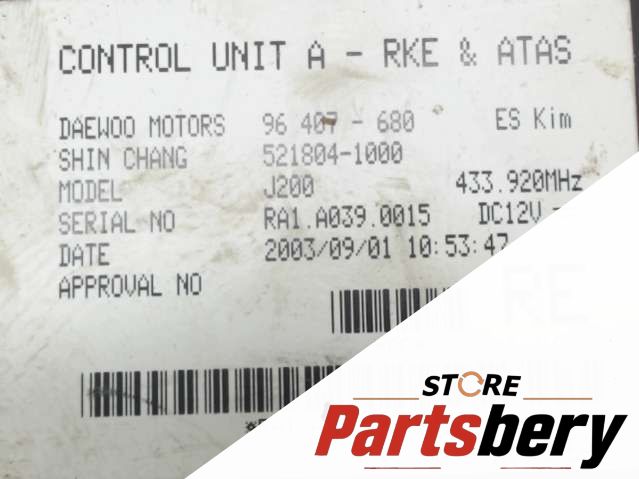 CONTROL UNIT A - RKE & ATAS
DAEWOO MOTORS 96 407 - 680 ES Kim
SHIN CHANG 521804-1000
MODEL J200 433.920MHz
SERIAL NO RA1.A039.0015 DC12V
DATE 2003/09/01 10:53:47
APPROVAL NO
RE
STORE
Partsbery